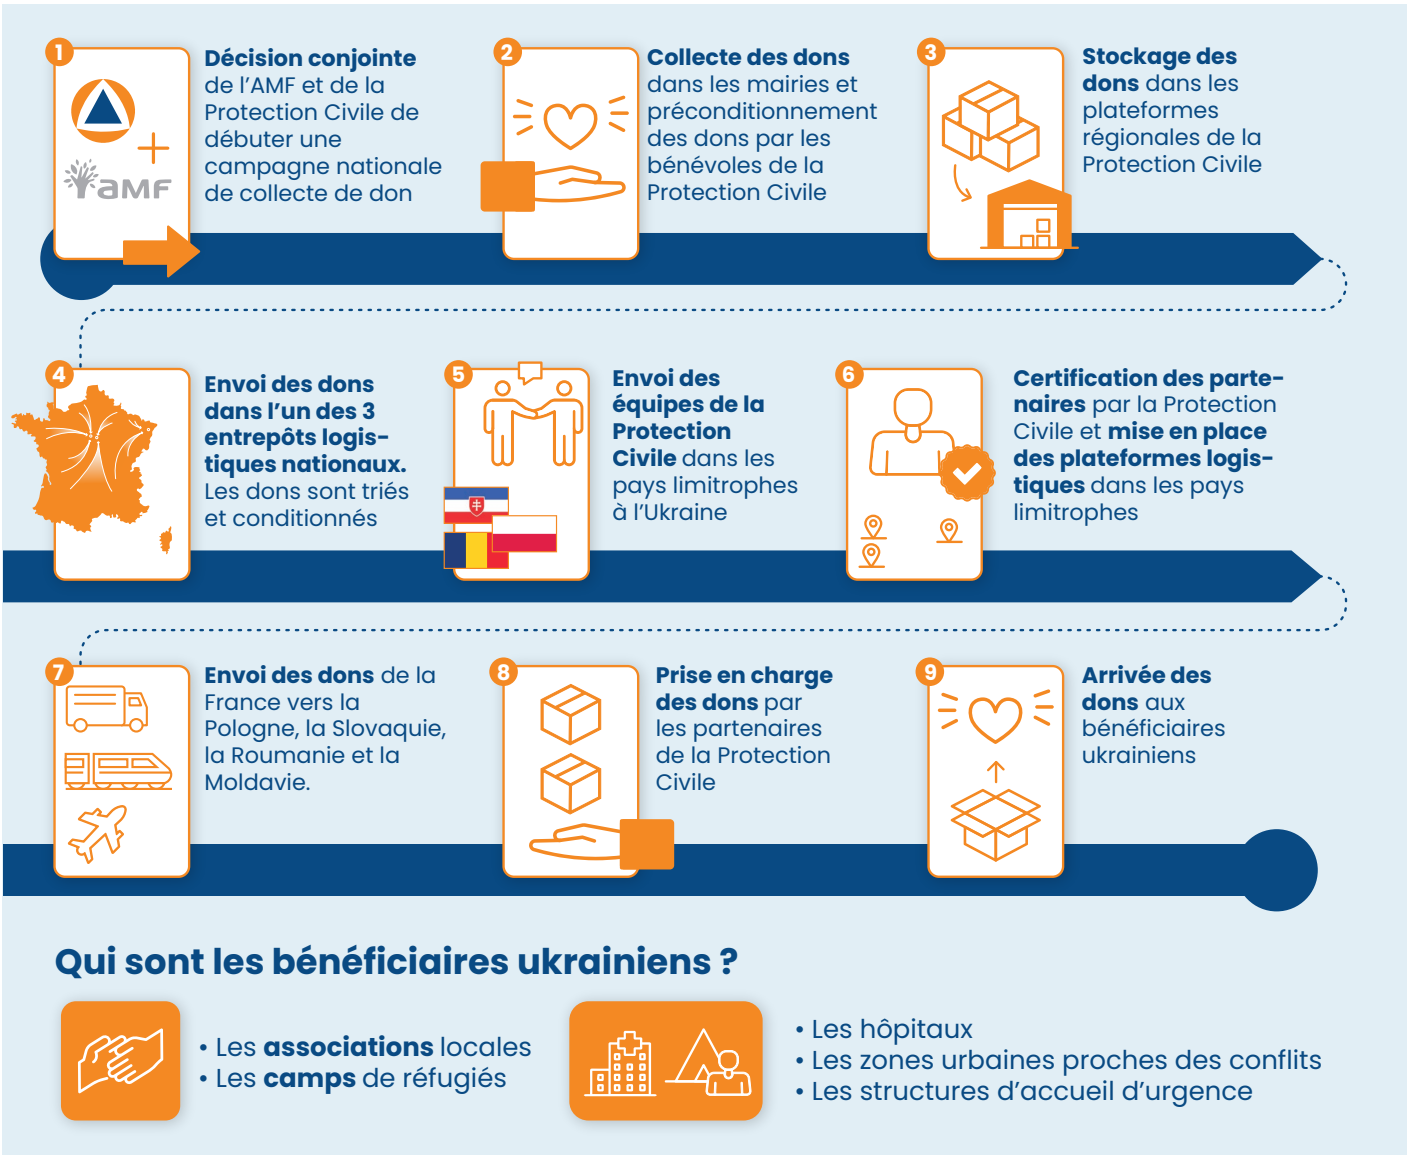 1
Décision conjointe
de l'AMF et de la
Protection Civile de
débuter une
campagne nationale
de collecte de don
aMF
2
Collecte des dons
dans les mairies et
préconditionnement
des dons par les
bénévoles de la
Protection Civile
3
Stockage des
dons dans les
plateformes
régionales de la
Protection Civile
4
Envoi des dons
dans l'un des 3
entrepôts logis-
tiques nationaux.
Les dons sont triés
et conditionnés
5
Envoi des
équipes de la
Protection
Civile dans les
pays limitrophes
à l'Ukraine
6
Certification des parte-
naires par la Protection
Civile et mise en place
des plateformes logis-
tiques dans les pays
limitrophes
7
Envoi des dons de la
France vers la
Pologne, la Slovaquie,
la Roumanie et la
Moldavie.
8
Prise en charge
des dons par
les partenaires
de la Protection
Civile
9
Arrivée des
dons aux
bénéficiaires
ukrainiens
Qui sont les bénéficiaires ukrainiens ?
• Les associations locales
• Les camps de réfugiés
• Les hôpitaux
• Les zones urbaines proches des conflits
• Les structures d'accueil d'urgence